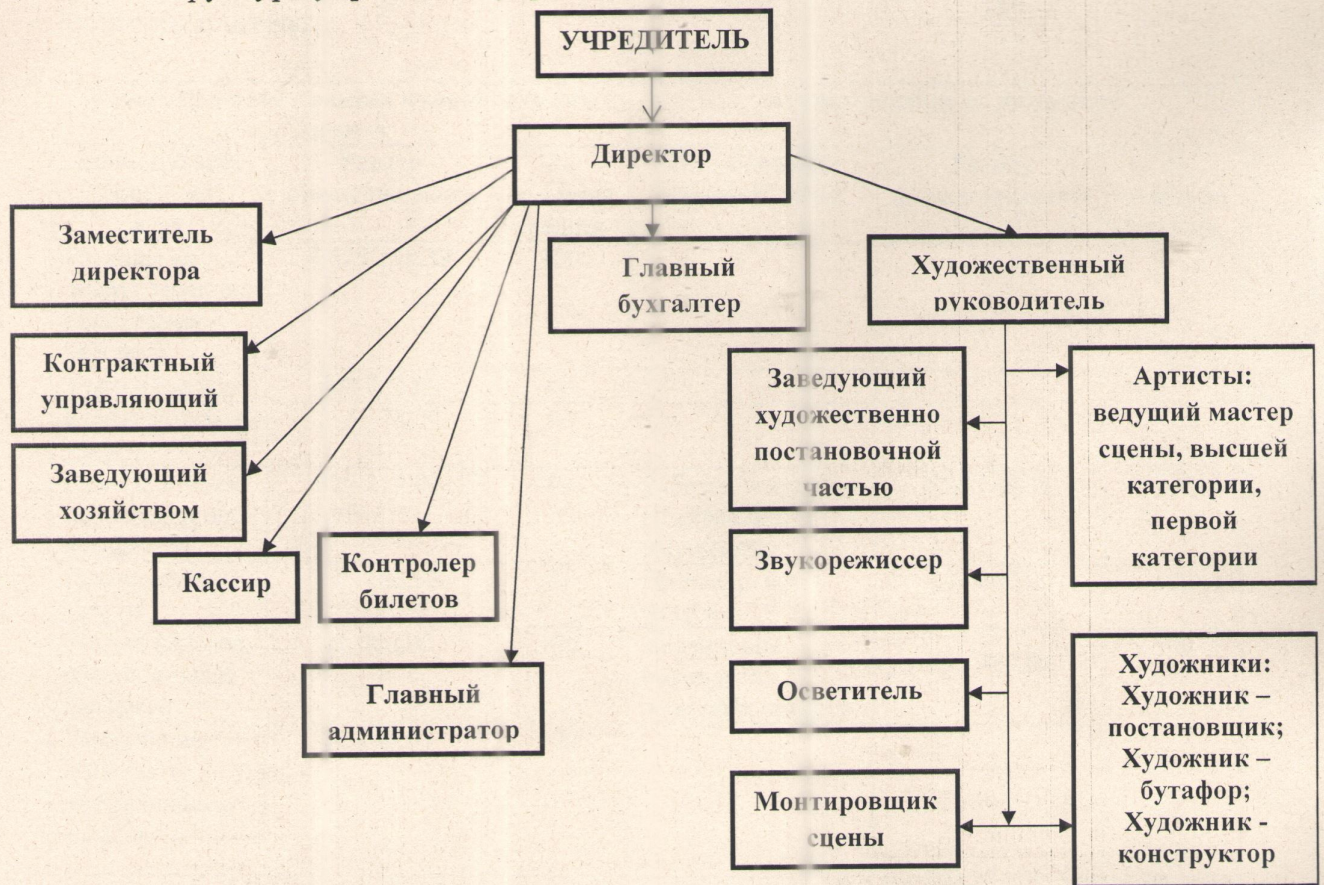 УЧРЕДИТЕЛЬ
Директор
Заместитель
директора
Главный
бухгалтер
Художественный
руководитель
Контрактный
управляющий
Заведующий
хозяйством
Кассир
Контролер
билетов
Главный
администратор
Заведующий
художественно
постановочной
частью
Артисты:
ведущий мастер
сцены, высшей
категории,
первой
категории
Звукорежиссер
Осветитель
Монтировщик
сцены
Художники:
Художник –
постановщик;
Художник –
бутафор;
Художник -
конструктор